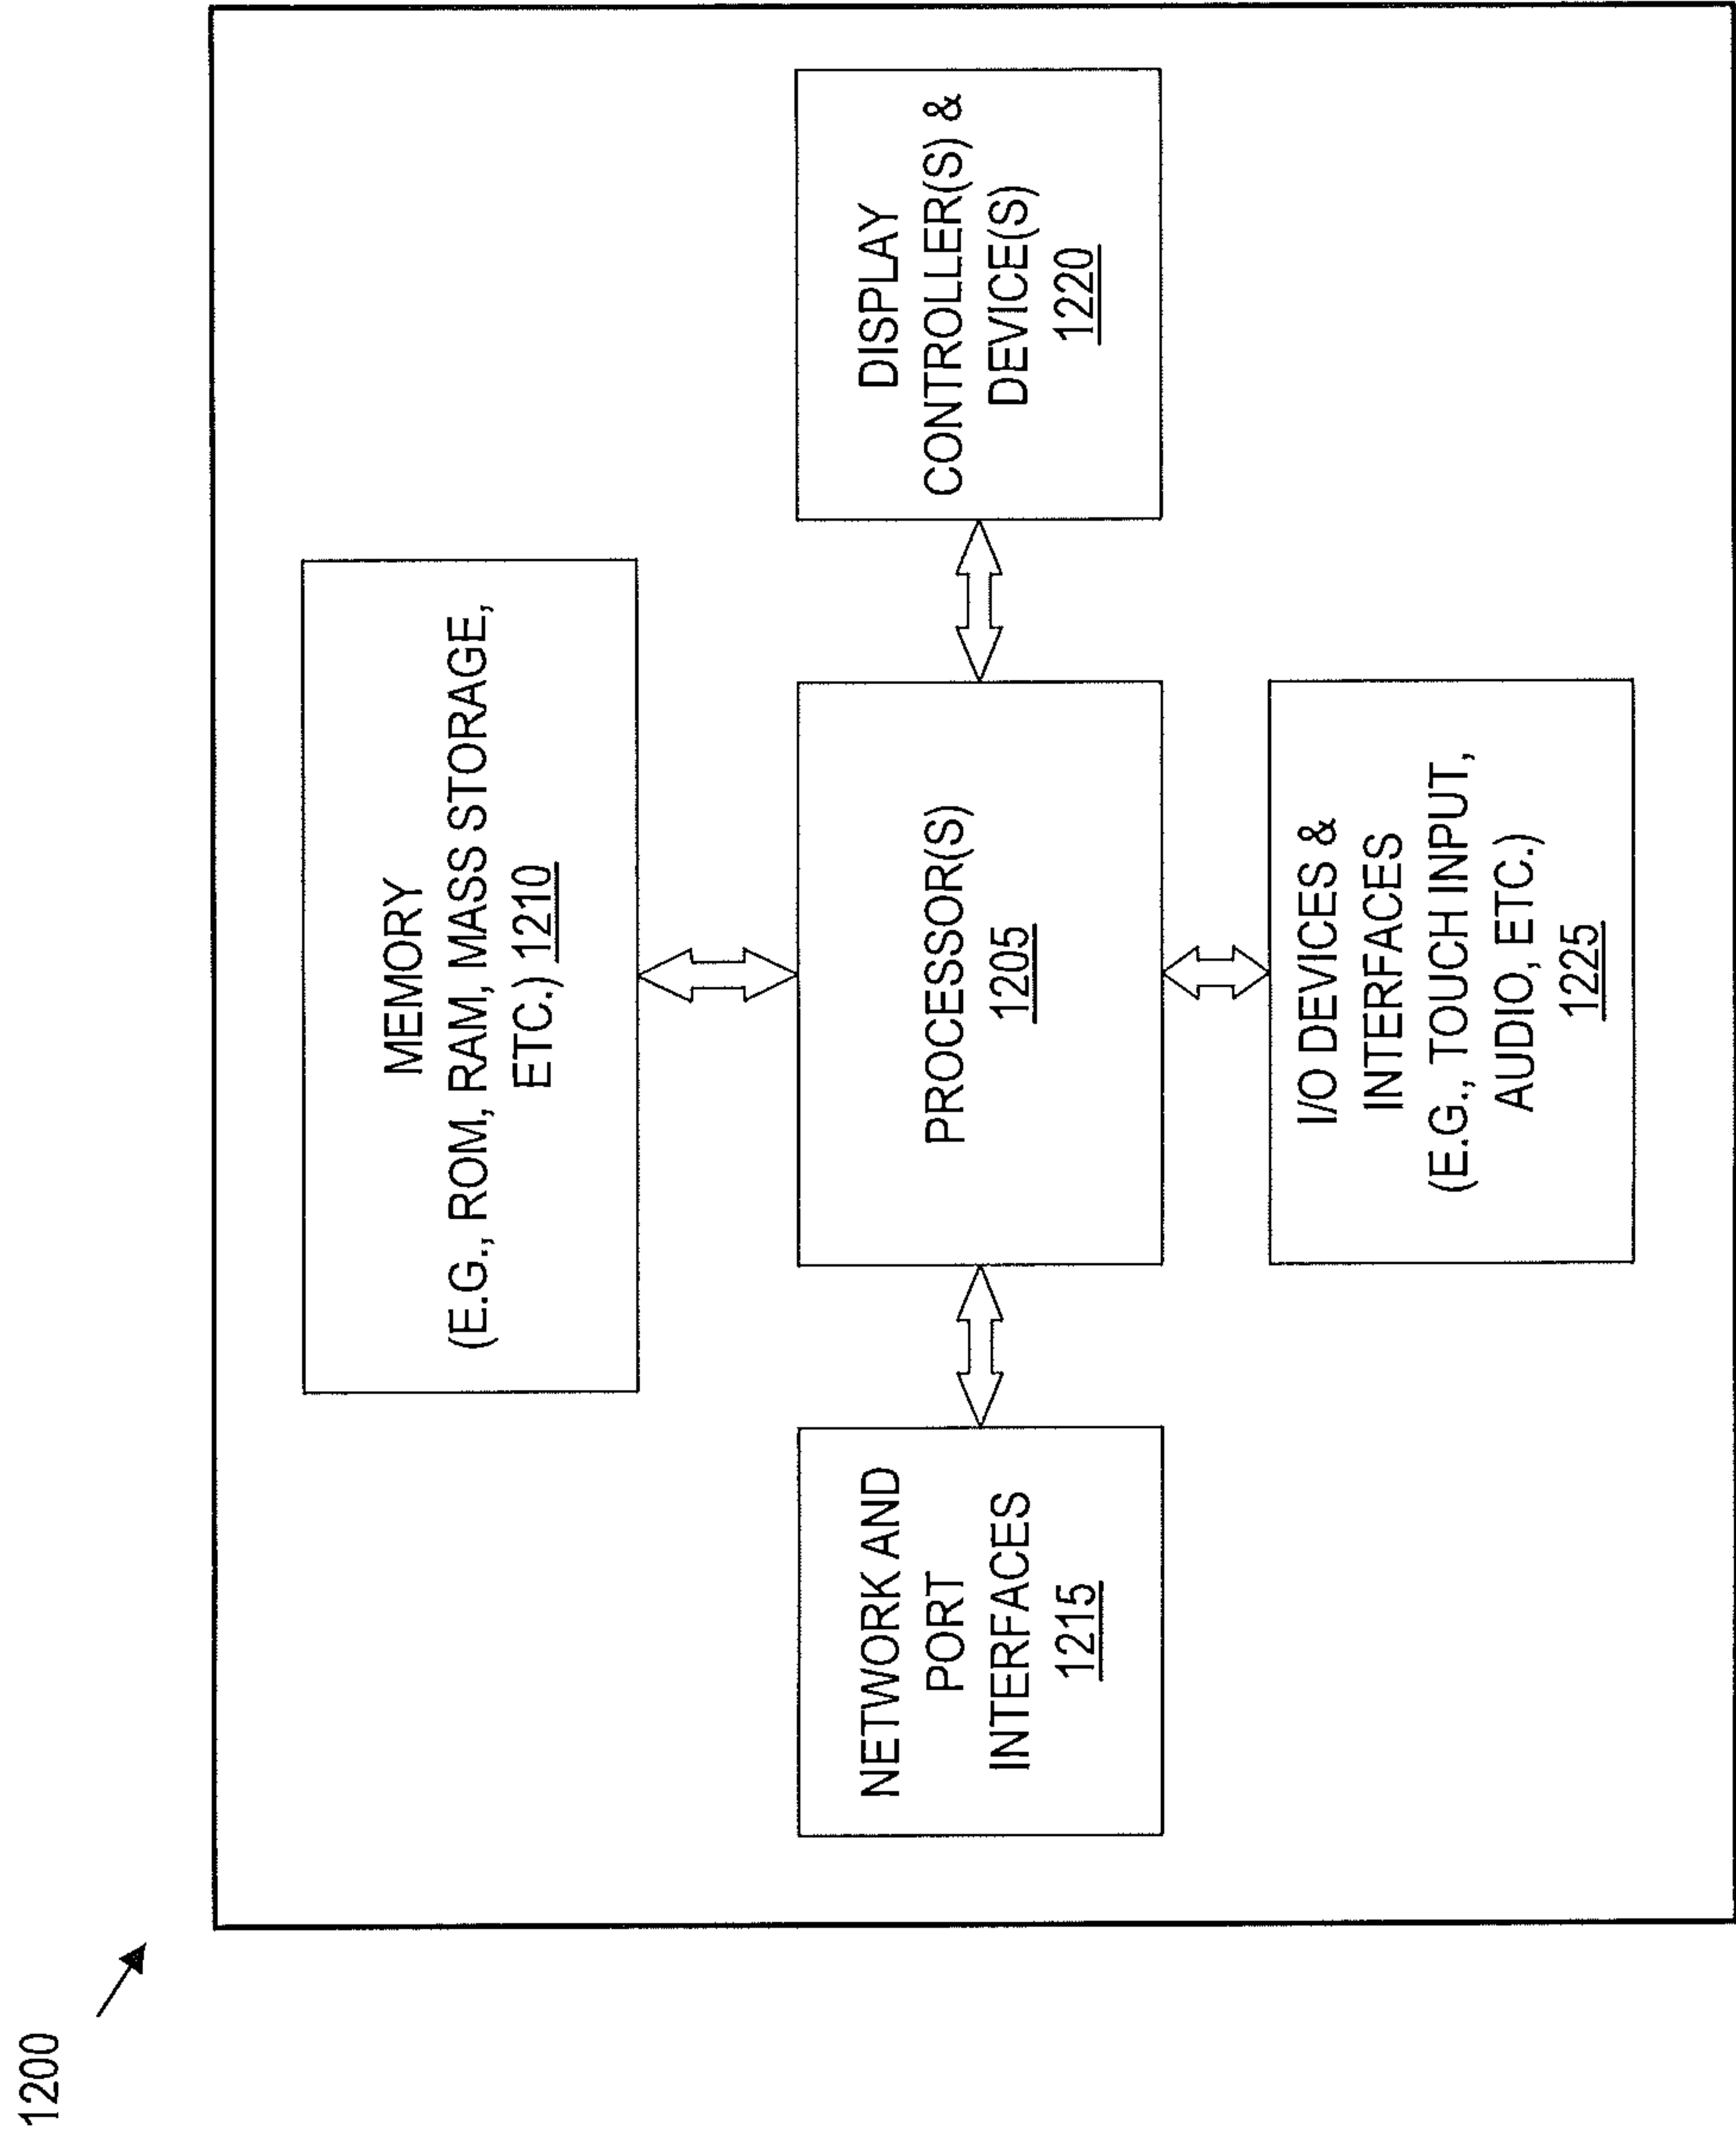 1200
MEMORY
(E.G., ROM, RAM, MASS STORAGE,
ETC.) 1210
NETWORK AND
PORT
INTERFACES
1215
PROCESSOR(S)
1205
DISPLAY
CONTROLLER(S) &
DEVICE(S)
1220
I/O DEVICES &
INTERFACES
(E.G., TOUCH INPUT,
AUDIO, ETC.)
1225